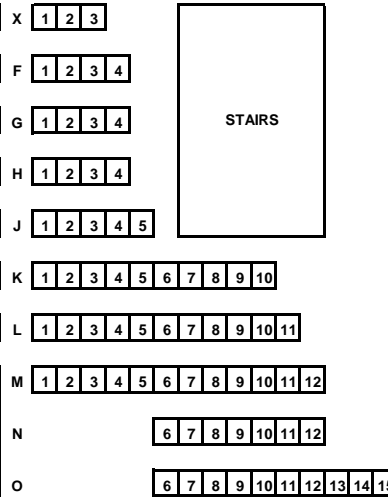 X 1 2 3
F 1 2 3 4
G 1 2 3 4
STAIRS
H 1 2 3 4
J 1 2 3 4 5
K 1 2 3 4 5 6 7 8 9 10
L 1 2 3 4 5 6 7 8 9 10 11
M 1 2 3 4 5 6 7 8 9 10 11 12
N 6 7 8 9 10 11 12
O 6 7 8 9 10 11 12 13 14 15